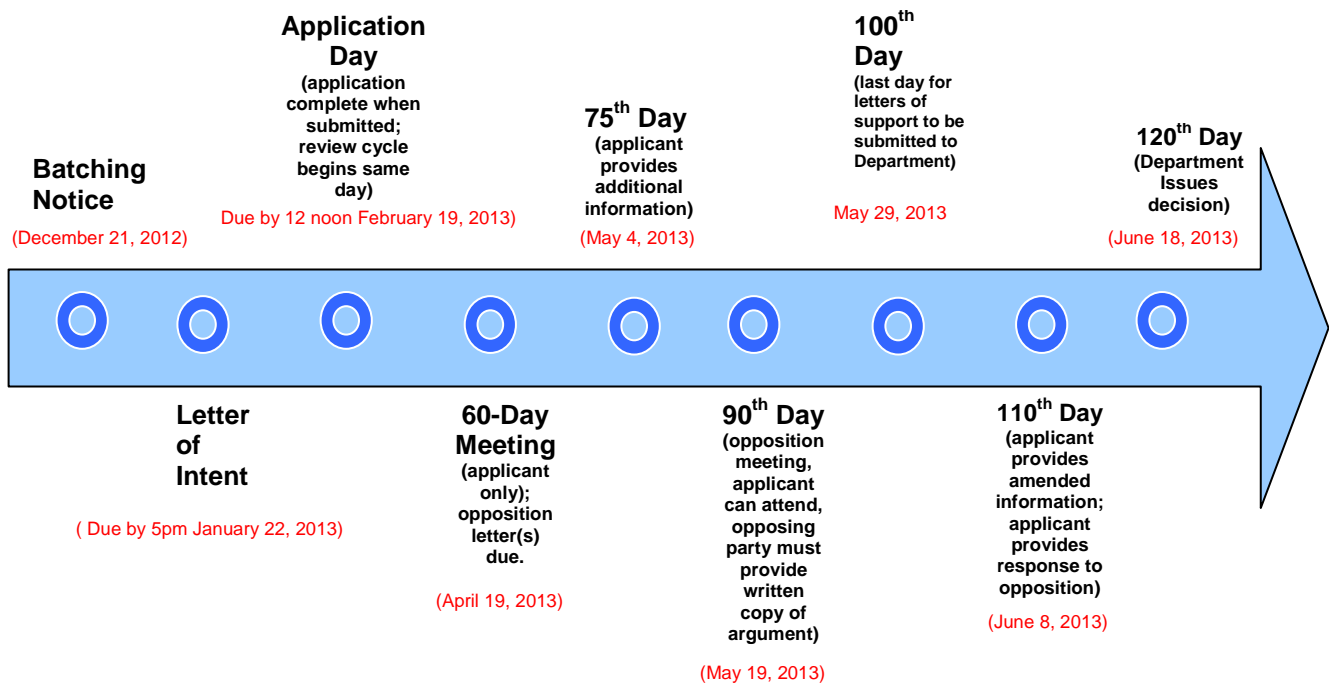 Batching
Notice
(December 21, 2012)
Letter
of
Intent
( Due by 5pm January 22, 2013)
Application
Day
(application
complete when
submitted;
review cycle
begins same
day)
Due by 12 noon February 19, 2013)
60-Day
Meeting
(applicant
only);
opposition
letter(s)
due.
(April 19, 2013)
75th Day
(applicant
provides
additional
information)
(May 4, 2013)
90th Day
(opposition
meeting,
applicant
can attend,
opposing
party must
provide
written
copy of
argument)
(May 19, 2013)
100th
Day
(last day for
letters of
support to be
submitted to
Department)
May 29, 2013
110th Day
(applicant
provides
amended
information;
applicant
provides
response to
opposition)
(June 8, 2013)
120th Day
(Department
Issues
decision)
(June 18, 2013)